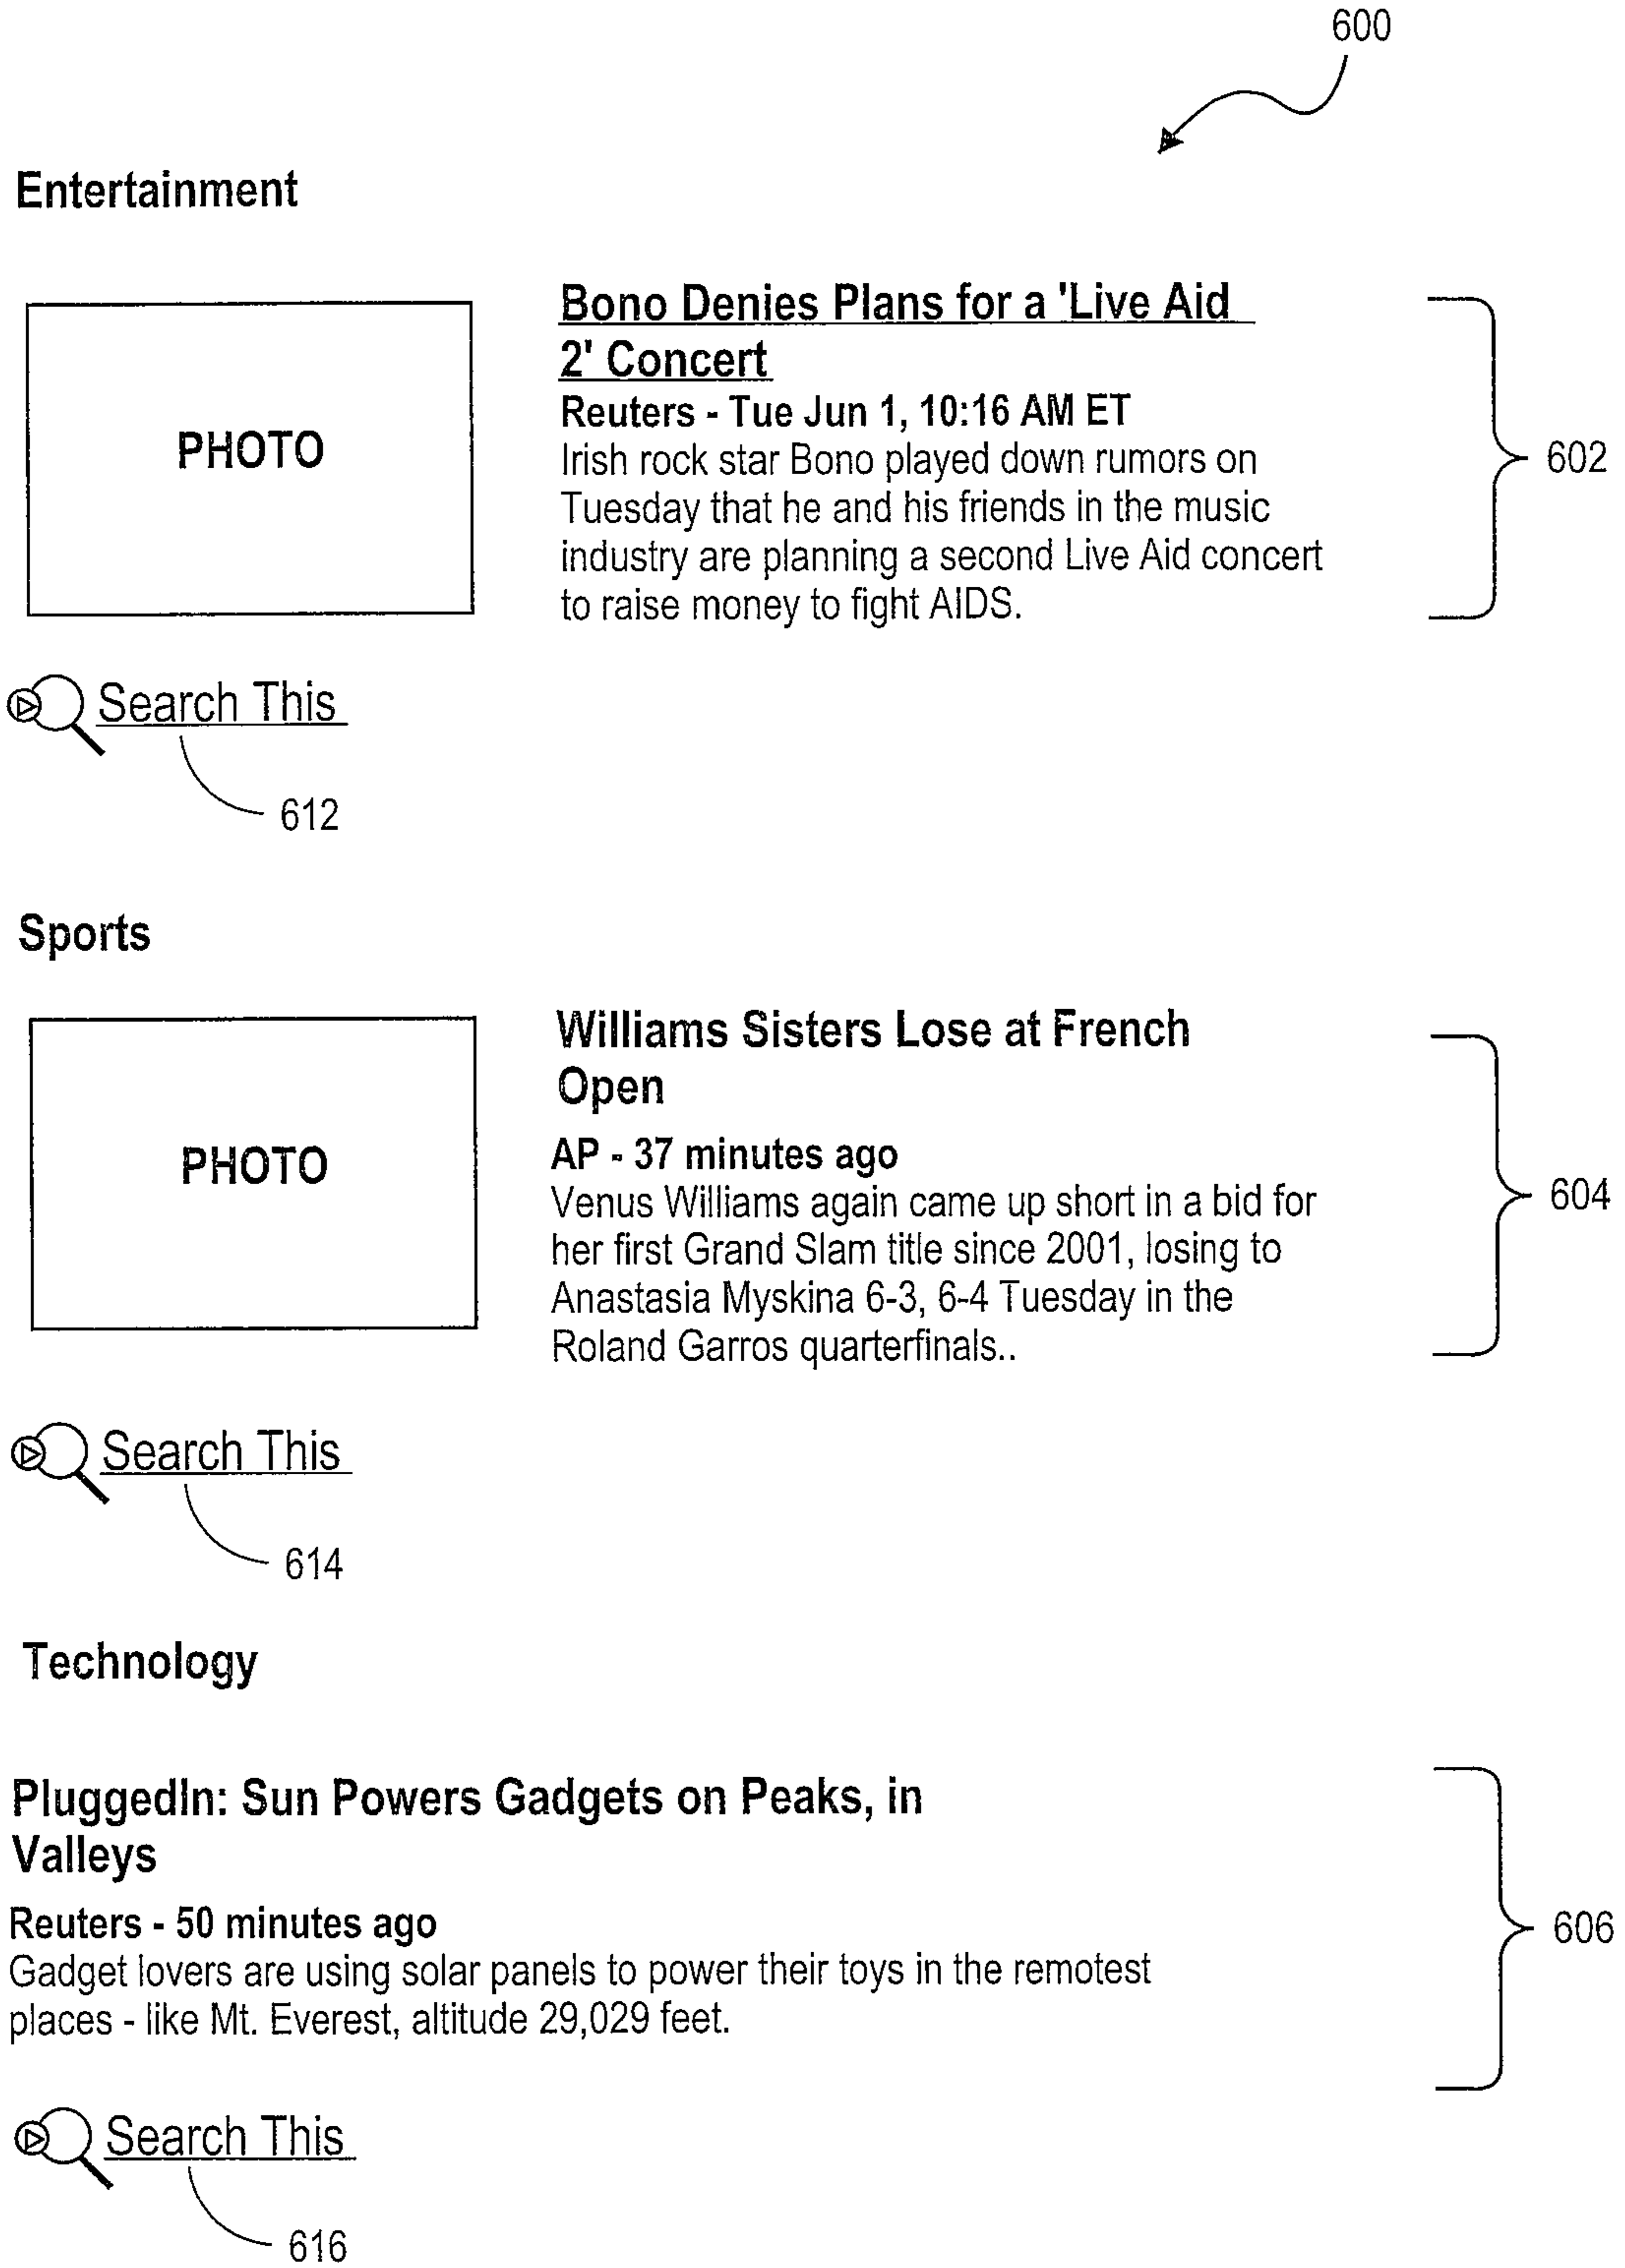 600
Entertainment
Bono Denies Plans for a 'Live Aid
2' Concert
Reuters - Tue Jun 1, 10:16 AM ET
Irish rock star Bono played down rumors on
Tuesday that he and his friends in the music
industry are planning a second Live Aid concert
to raise money to fight AIDS.
PHOTO
602
Search This
612
Sports
Williams Sisters Lose at French
Open
AP - 37 minutes ago
Venus Williams again came up short in a bid for
her first Grand Slam title since 2001, losing to
Anastasia Myskina 6-3, 6-4 Tuesday in the
Roland Garros quarterfinals..
PHOTO
604
Search This
614
Technology
PluggedIn: Sun Powers Gadgets on Peaks, in
Valleys
Reuters - 50 minutes ago
Gadget lovers are using solar panels to power their toys in the remotest
places - like Mt. Everest, altitude 29,029 feet.
606
Search This
616